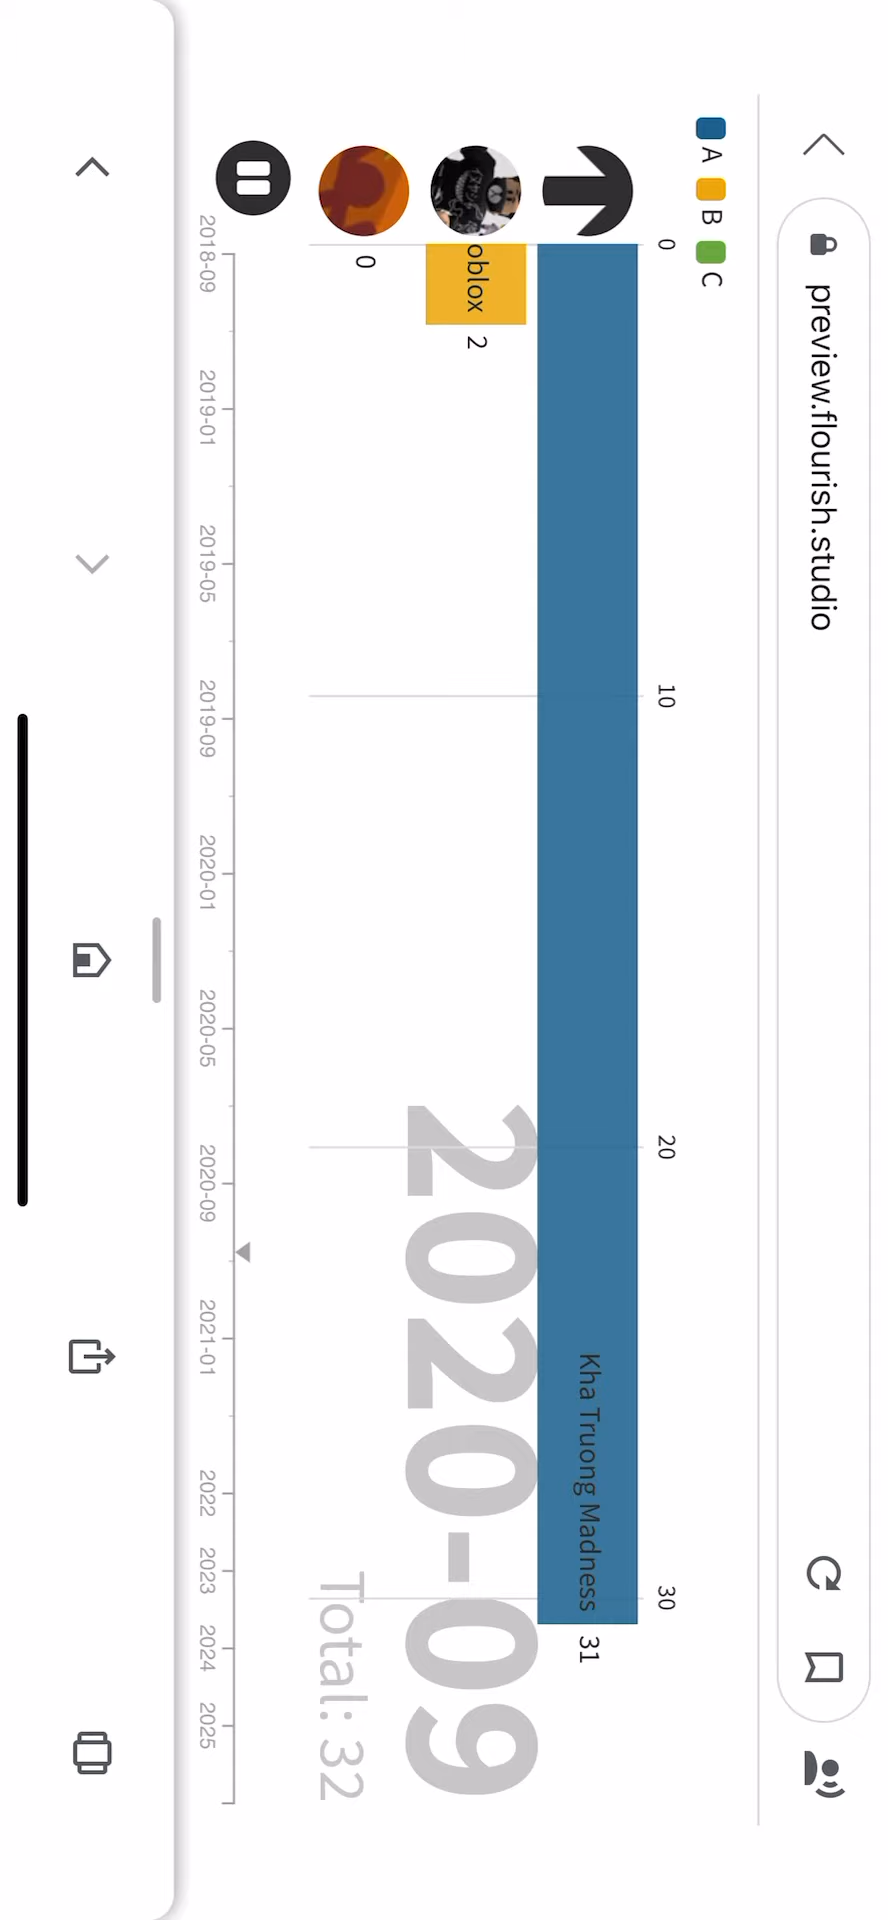 preview.flourish.studio
A B C
0 10 20 30
Kha Truong Madness 31
oblox 2
0
2020-09
Total: 32
2018-09 2019-01 2019-05 2019-09 2020-01 2020-05 2020-09 2021-01 2022 2023 2024 2025